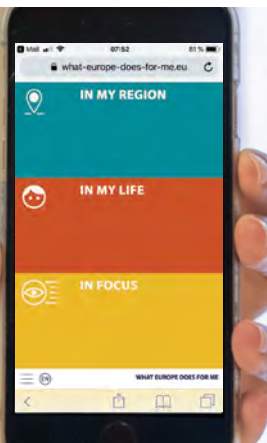 Mail 07:52 81 %
what-europe-does-for-me.eu
IN MY REGION
IN MY LIFE
IN FOCUS
EN WHAT EUROPE DOES FOR ME